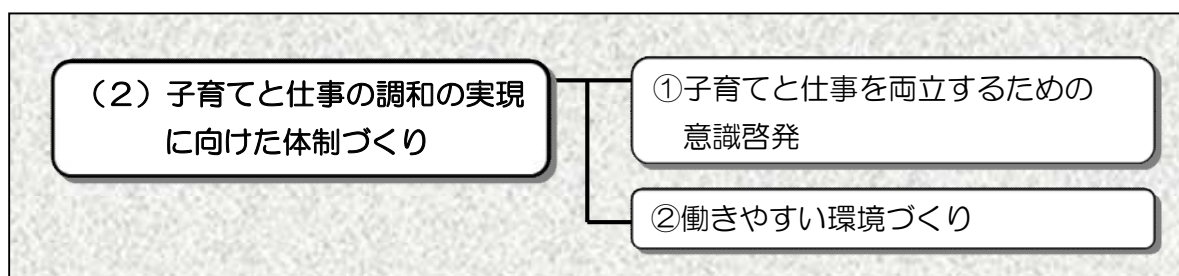 （２）子育てと仕事の調和の実現
に向けた体制づくり
①子育てと仕事を両立するための
意識啓発
②働きやすい環境づくり